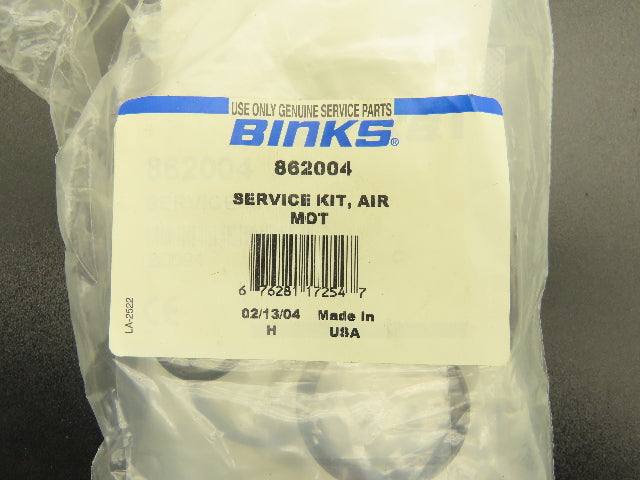 USE ONLY GENUINE SERVICE PARTS
BINKS®
862004
SERVICE KIT, AIR
MOT
6 76281 17254 7
02/13/04 Made In
H USA
LA-2522
862004